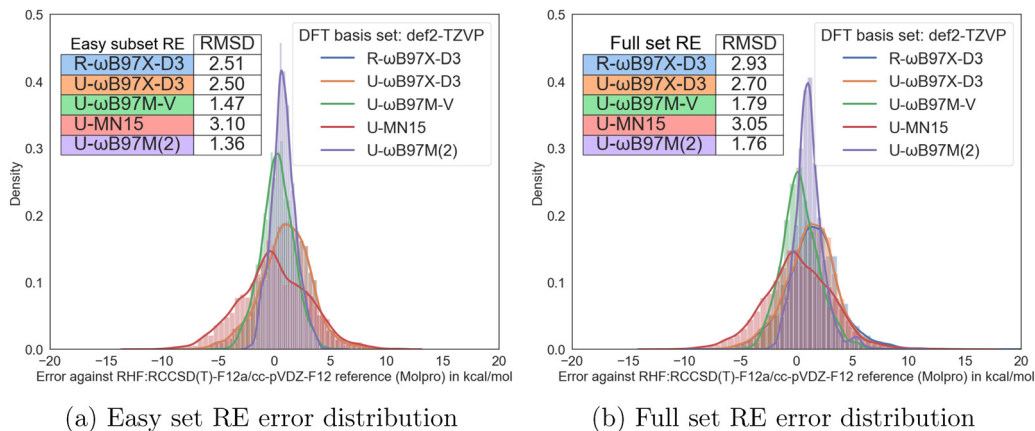 Easy subset RE RMSD
R-ωB97X-D3 2.51
U-ωB97X-D3 2.50
U-ωB97M-V 1.47
U-MN15 3.10
U-ωB97M(2) 1.36
DFT basis set: def2-TZVP
R-ωB97X-D3
U-ωB97X-D3
U-ωB97M-V
U-MN15
U-ωB97M(2)
Density
0.5
0.4
0.3
0.2
0.1
0.0
−20 −15 −10 −5 0 5 10 15 20
Error against RHF:RCCSD(T)-F12a/cc-pVDZ-F12 reference (Molpro) in kcal/mol
(a) Easy set RE error distribution
Full set RE RMSD
R-ωB97X-D3 2.93
U-ωB97X-D3 2.70
U-ωB97M-V 1.79
U-MN15 3.05
U-ωB97M(2) 1.76
DFT basis set: def2-TZVP
R-ωB97X-D3
U-ωB97X-D3
U-ωB97M-V
U-MN15
U-ωB97M(2)
Density
0.5
0.4
0.3
0.2
0.1
0.0
−20 −15 −10 −5 0 5 10 15 20
Error against RHF:RCCSD(T)-F12a/cc-pVDZ-F12 reference (Molpro) in kcal/mol
(b) Full set RE error distribution